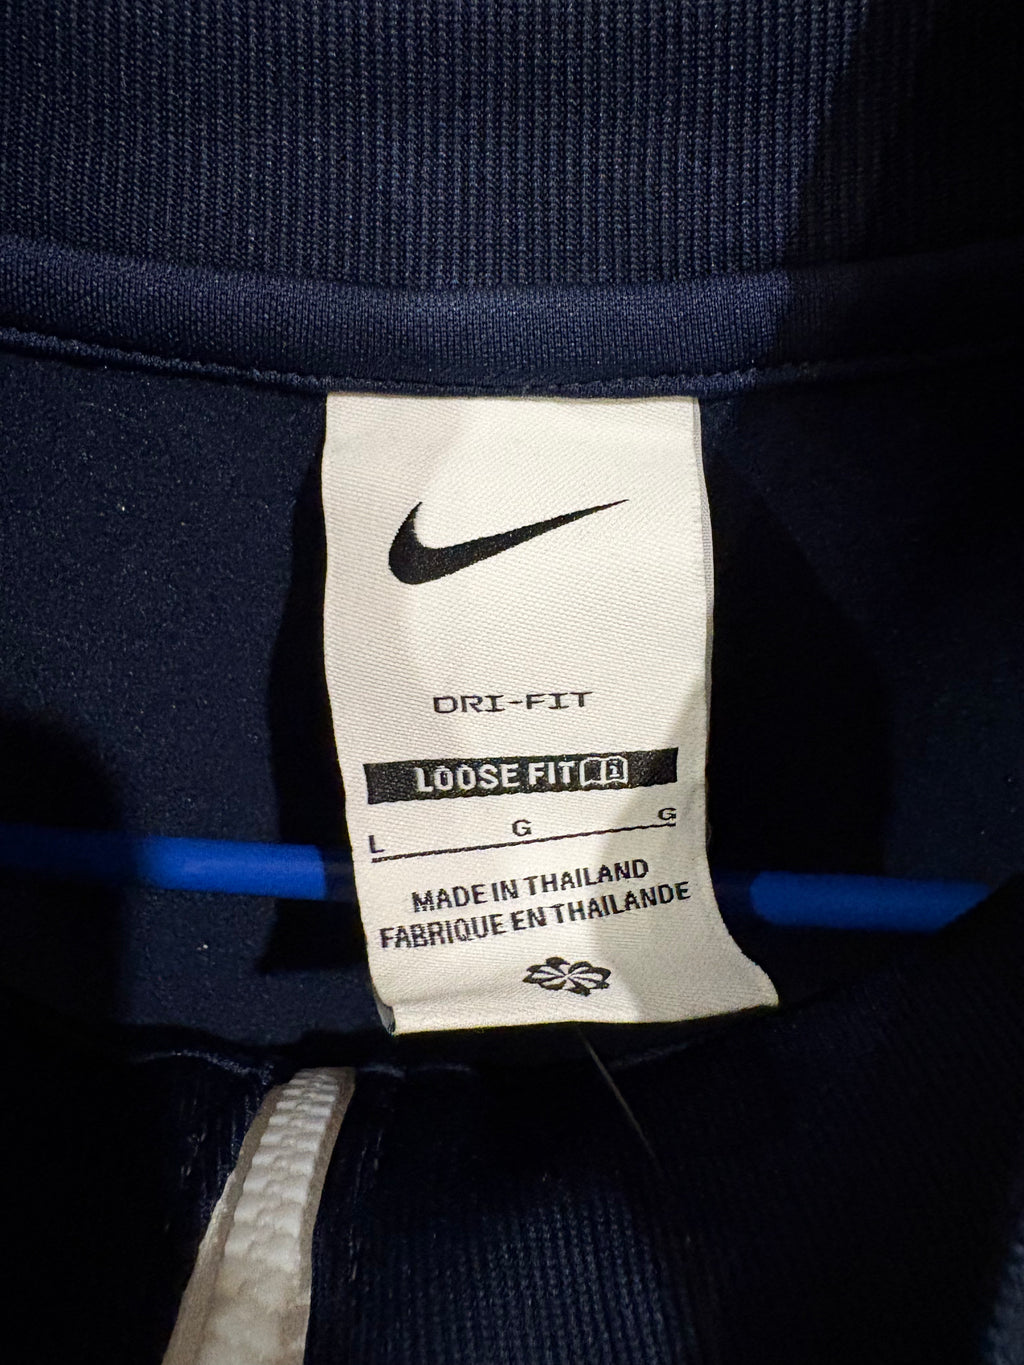 DRI-FIT
LOOSE FIT
L G G
MADE IN THAILAND
FABRIQUE EN THAILANDE